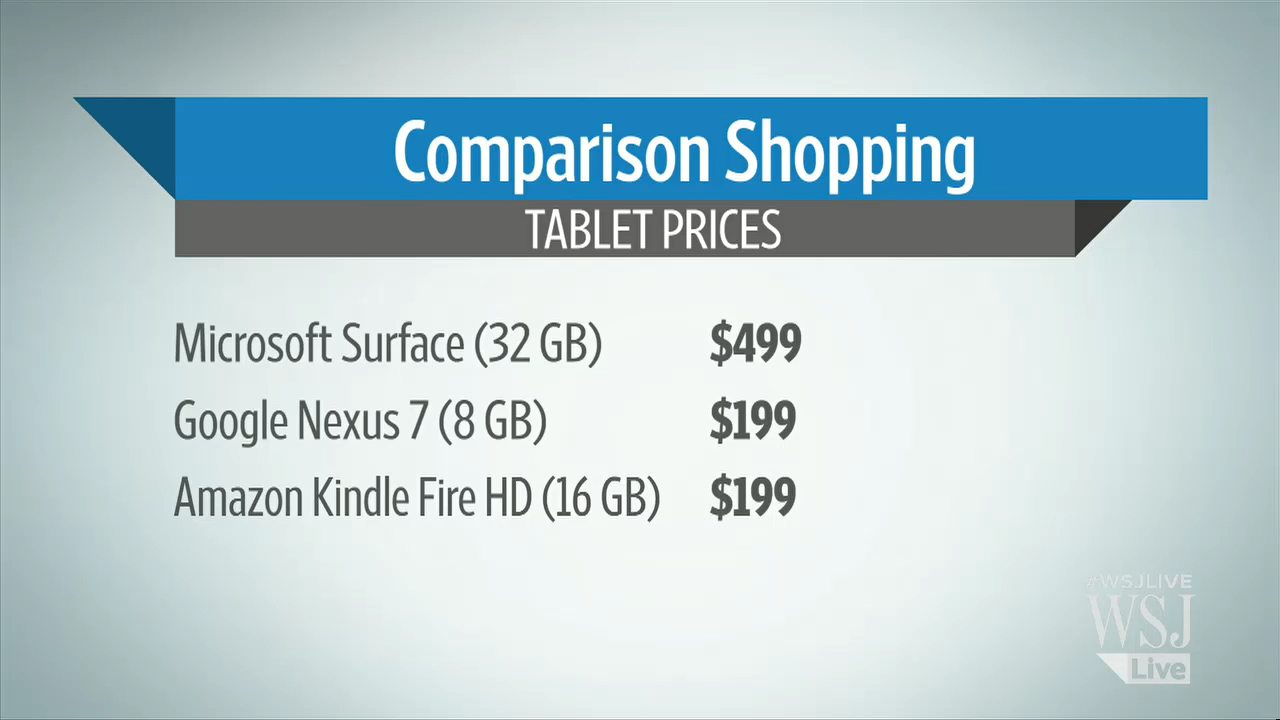 Comparison Shopping
TABLET PRICES
Microsoft Surface (32 GB) $499
Google Nexus 7 (8 GB) $199
Amazon Kindle Fire HD (16 GB) $199
#WSJLIVE
WSJ
Live